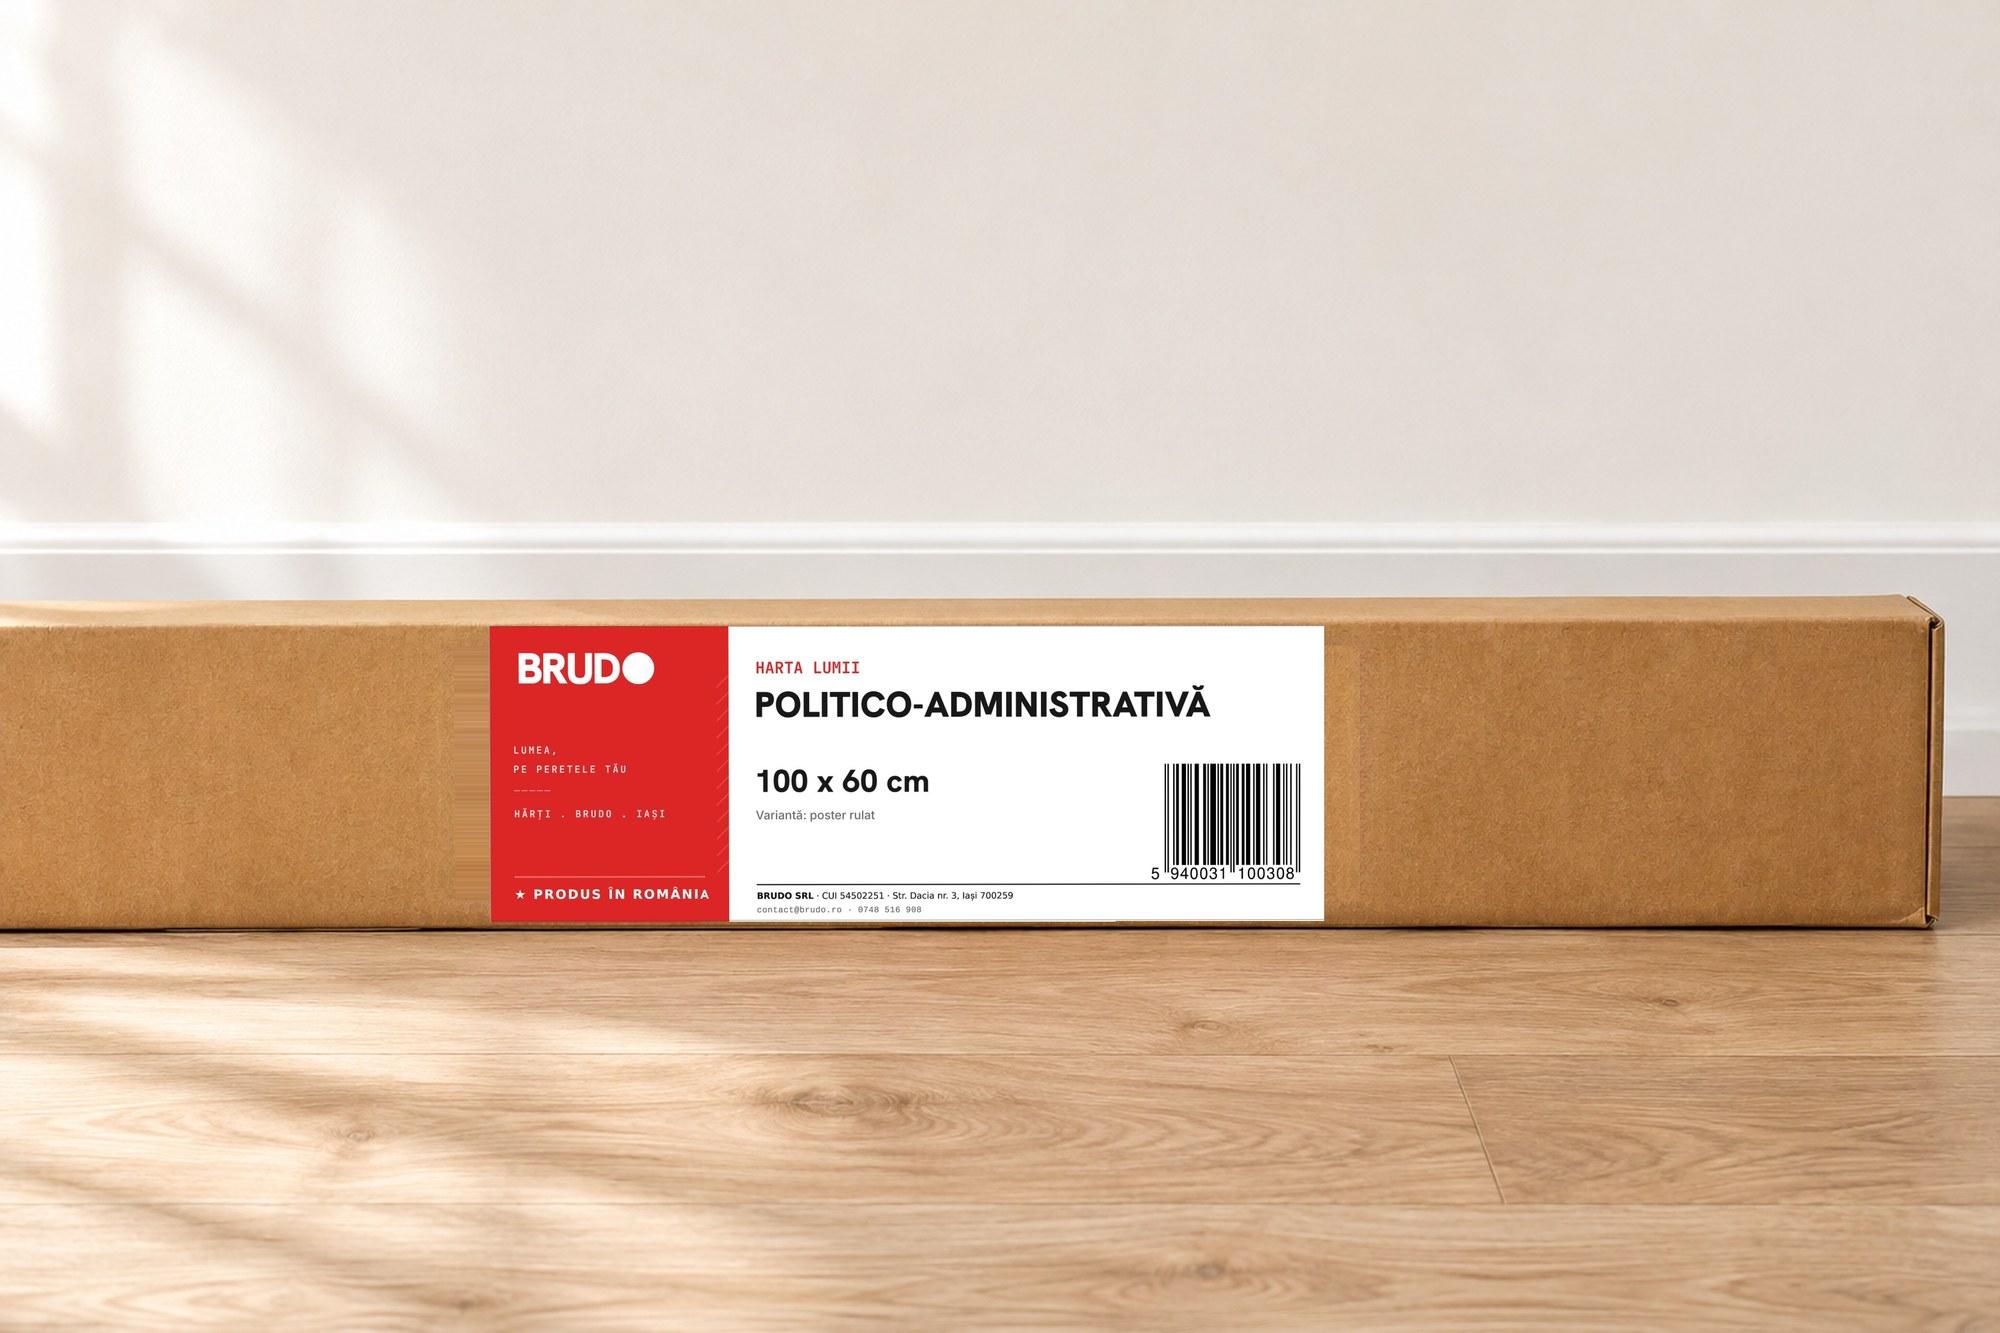 BRUDO
LUMEA,
PE PERETELE TĂU
HĂRȚI . BRUDO . IAȘI
★ PRODUS ÎN ROMÂNIA
HARTA LUMII
POLITICO-ADMINISTRATIVĂ
100 x 60 cm
Variantă: poster rulat
5 940031 100308
BRUDO SRL · CUI 54502251 · Str. Dacia nr. 3, Iași 700259
contact@brudo.ro · 0748 516 908